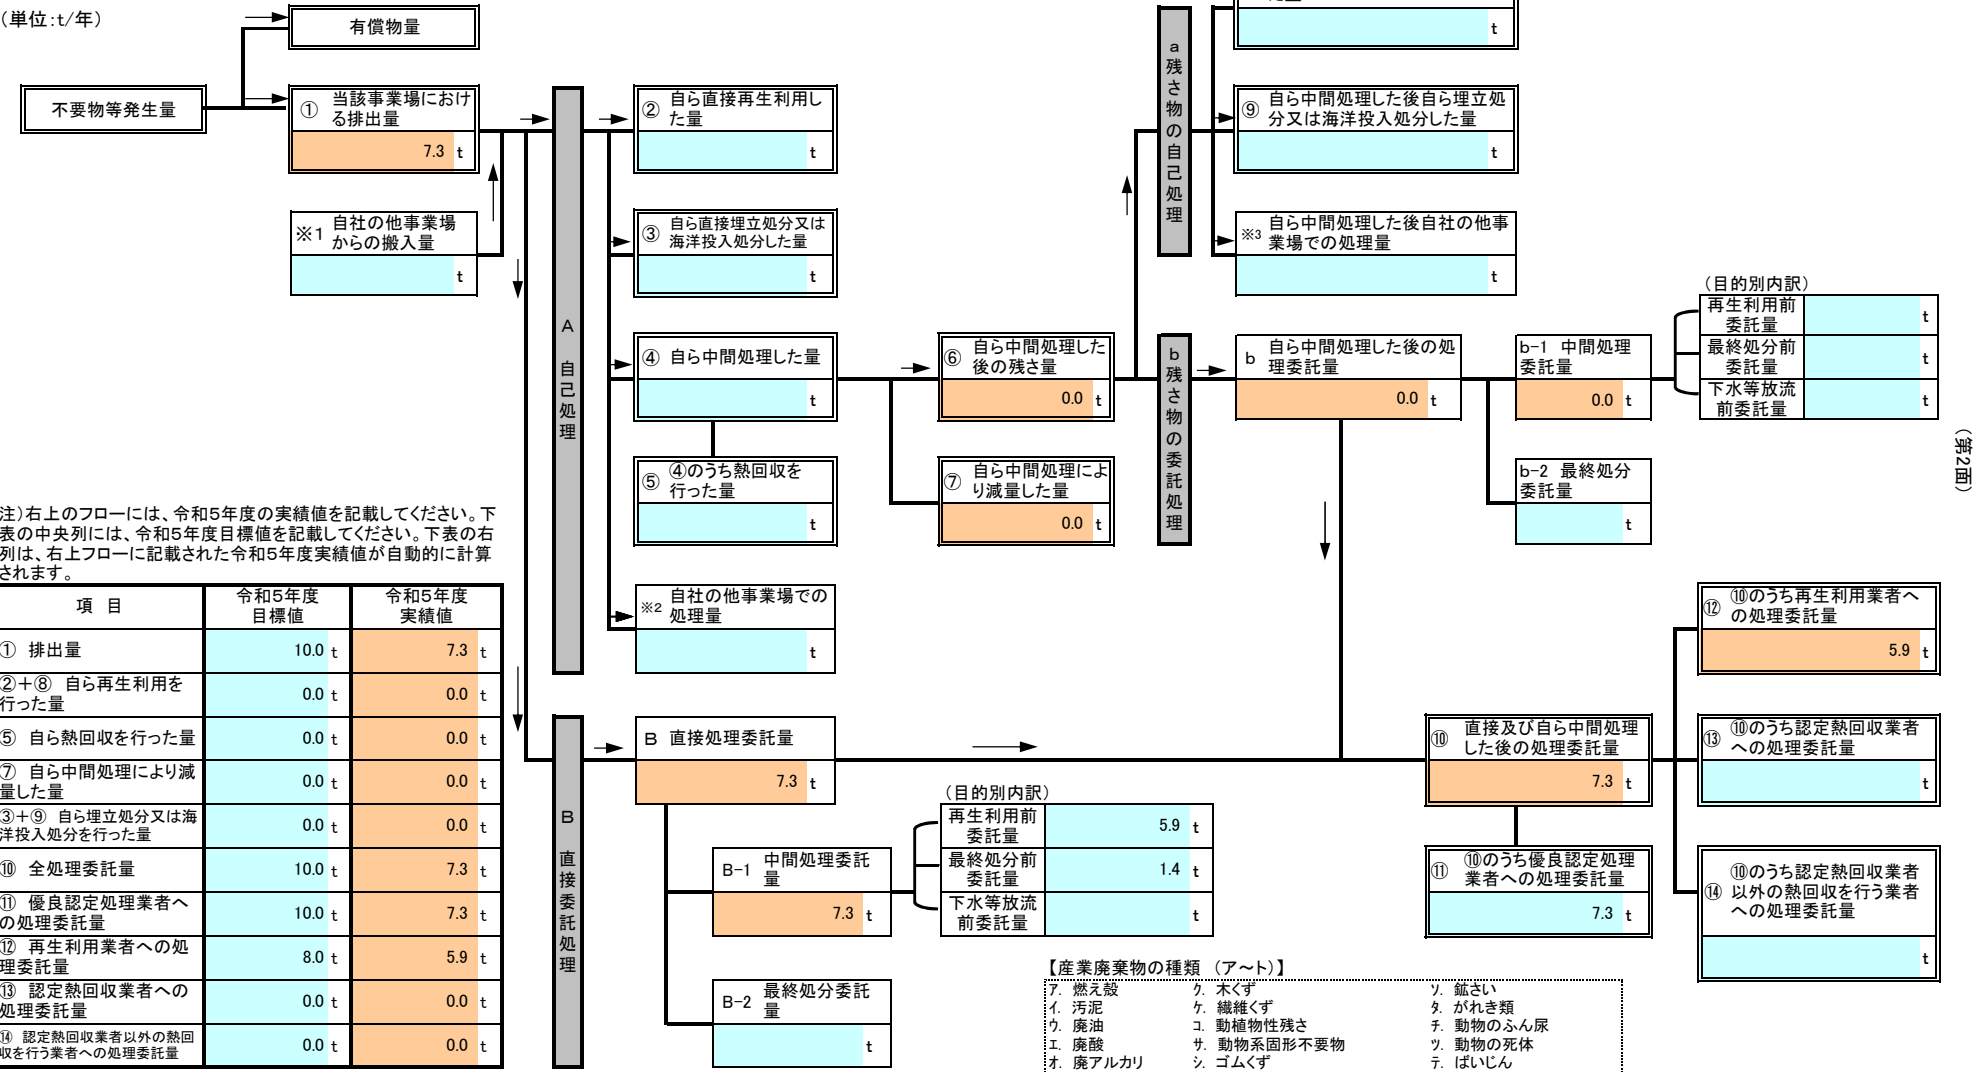 （単位：t/年）
有償物量
不要物等発生量
① 当該事業場におけ
る排出量
7.3 t
※1 自社の他事業場
からの搬入量
t
A 自己処理
② 自ら直接再生利用し
た量
t
③ 自ら直接埋立処分又は
海洋投入処分した量
t
④ 自ら中間処理した量
t
⑤ ④のうち熱回収を
行った量
t
※2 自社の他事業場での
処理量
t
⑥ 自ら中間処理した
後の残さ量
0.0 t
⑦ 自ら中間処理によ
り減量した量
0.0 t
a 残さ物の自己処理
t
⑨ 自ら中間処理した後自ら埋立処
分又は海洋投入処分した量
t
※3 自ら中間処理した後自社の他事
業場での処理量
t
b 残さ物の委託処理
b 自ら中間処理した後の処
理委託量
0.0 t
b-1 中間処理
委託量
0.0 t
（目的別内訳）
再生利用前
委託量
t
最終処分前
委託量
t
下水等放流
前委託量
t
b-2 最終処分
委託量
t
（第2面）
注）右上のフローには、令和5年度の実績値を記載してください。下
表の中央列には、令和5年度目標値を記載してください。下表の右
列は、右上フローに記載された令和5年度実績値が自動的に計算
されます。
項 目
令和5年度
目標値
令和5年度
実績値
① 排出量
10.0 t
7.3 t
②＋⑧ 自ら再生利用を
行った量
0.0 t
0.0 t
⑤ 自ら熱回収を行った量
0.0 t
0.0 t
⑦ 自ら中間処理により減
量した量
0.0 t
0.0 t
③＋⑨ 自ら埋立処分又は海
洋投入処分を行った量
0.0 t
0.0 t
⑩ 全処理委託量
10.0 t
7.3 t
⑪ 優良認定処理業者へ
の処理委託量
10.0 t
7.3 t
⑫ 再生利用業者への処
理委託量
8.0 t
5.9 t
⑬ 認定熱回収業者への
処理委託量
0.0 t
0.0 t
⑭ 認定熱回収業者以外の熱回
収を行う業者への処理委託量
0.0 t
0.0 t
B 直接委託処理
B 直接処理委託量
7.3 t
B-1 中間処理委託
量
7.3 t
（目的別内訳）
再生利用前
委託量
5.9 t
最終処分前
委託量
1.4 t
下水等放流
前委託量
t
B-2 最終処分委託
量
t
⑩ 直接及び自ら中間処理
した後の処理委託量
7.3 t
⑪ ⑩のうち優良認定処理
業者への処理委託量
7.3 t
⑫ ⑩のうち再生利用業者へ
の処理委託量
5.9 t
⑬ ⑩のうち認定熱回収業者
への処理委託量
t
⑭ ⑩のうち認定熱回収業者
以外の熱回収を行う業者
への処理委託量
t
【産業廃棄物の種類 （ア～ト）】
ア. 燃え殻 ク. 木くず ソ. 鉱さい
イ. 汚泥 ケ. 繊維くず タ. がれき類
ウ. 廃油 コ. 動植物性残さ チ. 動物のふん尿
エ. 廃酸 サ. 動物系固形不要物 ツ. 動物の死体
オ. 廃アルカリ シ. ゴムくず テ. ばいじん